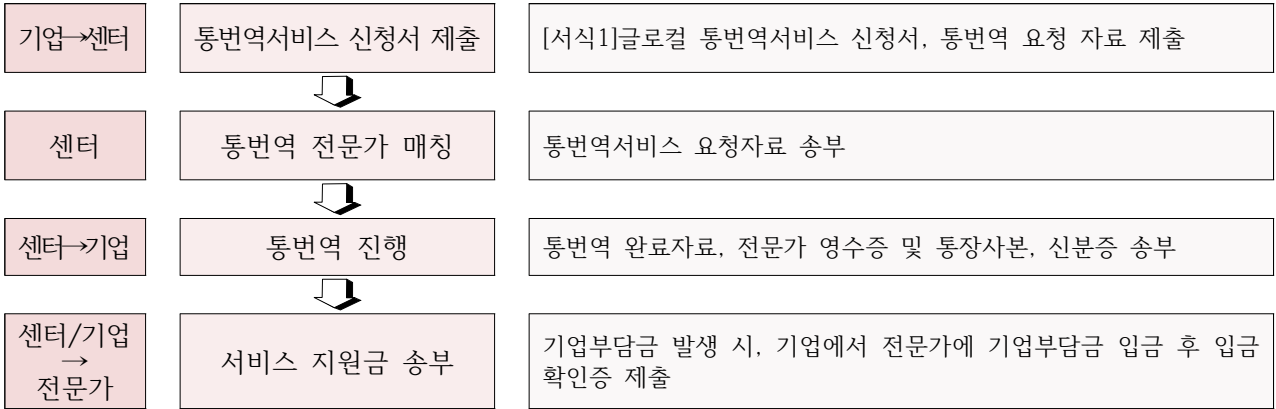 기업→센터
통번역서비스 신청서 제출
[서식1]글로컬 통번역서비스 신청서, 통번역 요청 자료 제출
센터
통번역 전문가 매칭
통번역서비스 요청자료 송부
센터→기업
통번역 진행
통번역 완료자료, 전문가 영수증 및 통장사본, 신분증 송부
센터/기업
→
전문가
서비스 지원금 송부
기업부담금 발생 시, 기업에서 전문가에 기업부담금 입금 후 입금
확인증 제출